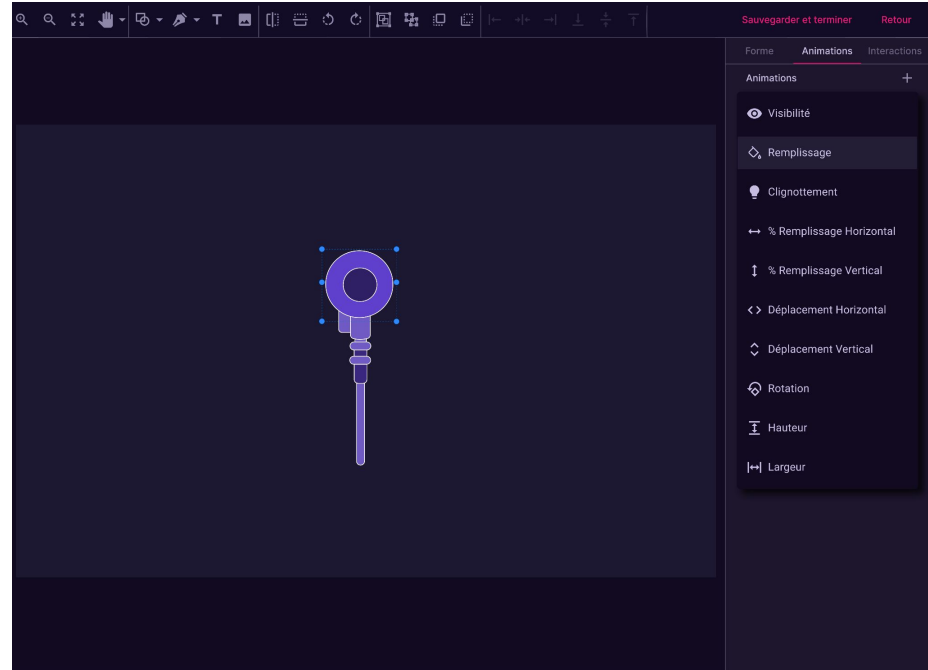 T
Sauvegarder et terminer
Retour
Forme
Animations
Interactions
Animations
Visibilité
Remplissage
Clignottement
% Remplissage Horizontal
% Remplissage Vertical
Déplacement Horizontal
Déplacement Vertical
Rotation
Hauteur
Largeur